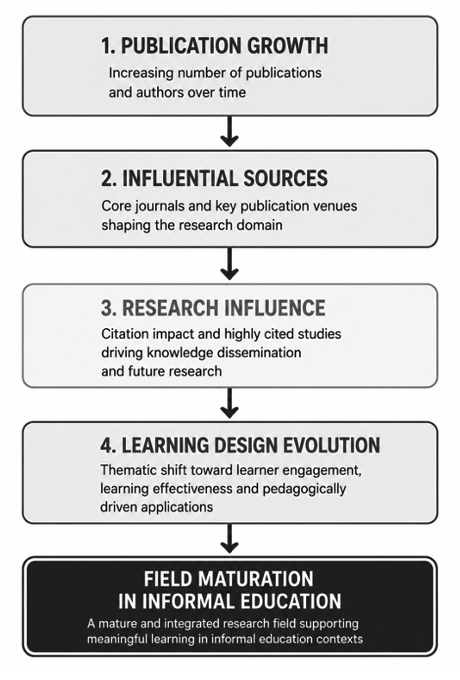 1. PUBLICATION GROWTH
Increasing number of publications
and authors over time
2. INFLUENTIAL SOURCES
Core journals and key publication venues
shaping the research domain
3. RESEARCH INFLUENCE
Citation impact and highly cited studies
driving knowledge dissemination
and future research
4. LEARNING DESIGN EVOLUTION
Thematic shift toward learner engagement,
learning effectiveness and pedagogically
driven applications
FIELD MATURATION
IN INFORMAL EDUCATION
A mature and integrated research field supporting
meaningful learning in informal education contexts